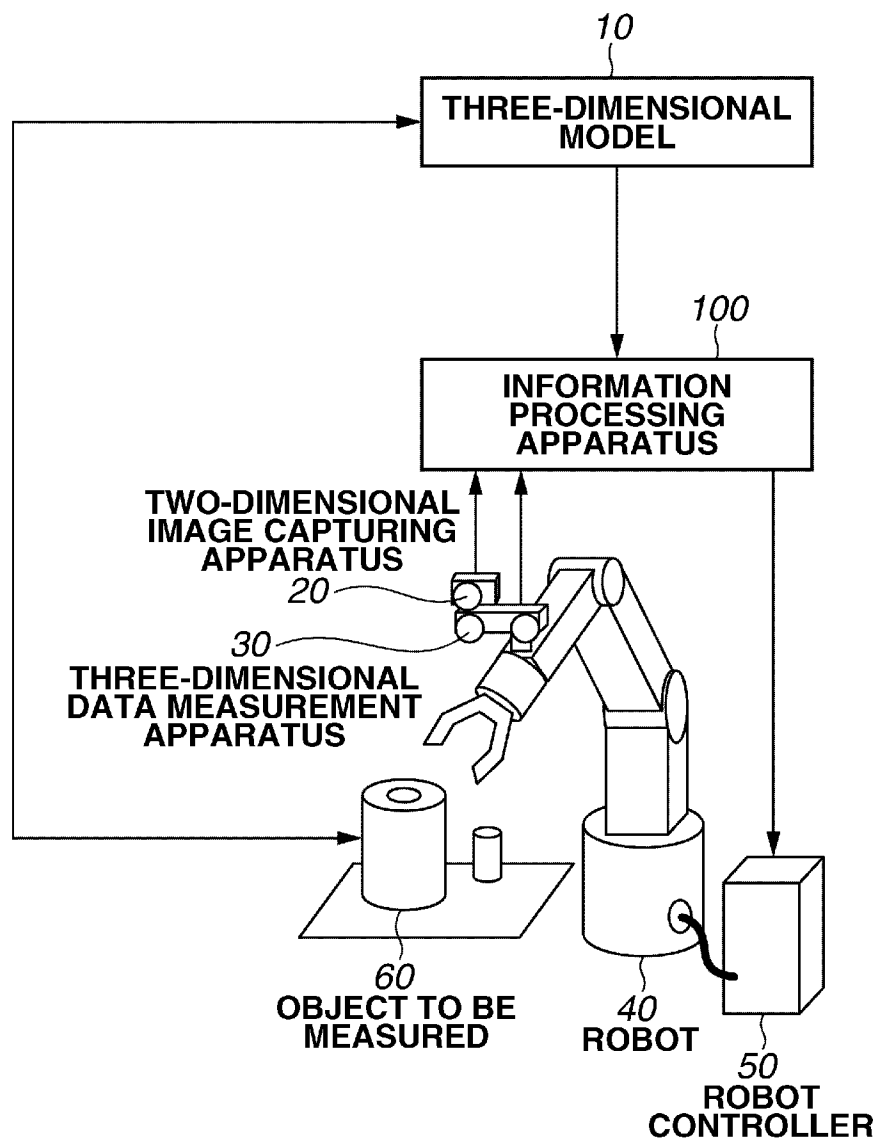 10
THREE-DIMENSIONAL
MODEL
100
INFORMATION
PROCESSING
APPARATUS
TWO-DIMENSIONAL
IMAGE CAPTURING
APPARATUS
20
30
THREE-DIMENSIONAL
DATA MEASUREMENT
APPARATUS
60
OBJECT TO BE
MEASURED
40
ROBOT
50
ROBOT
CONTROLLER